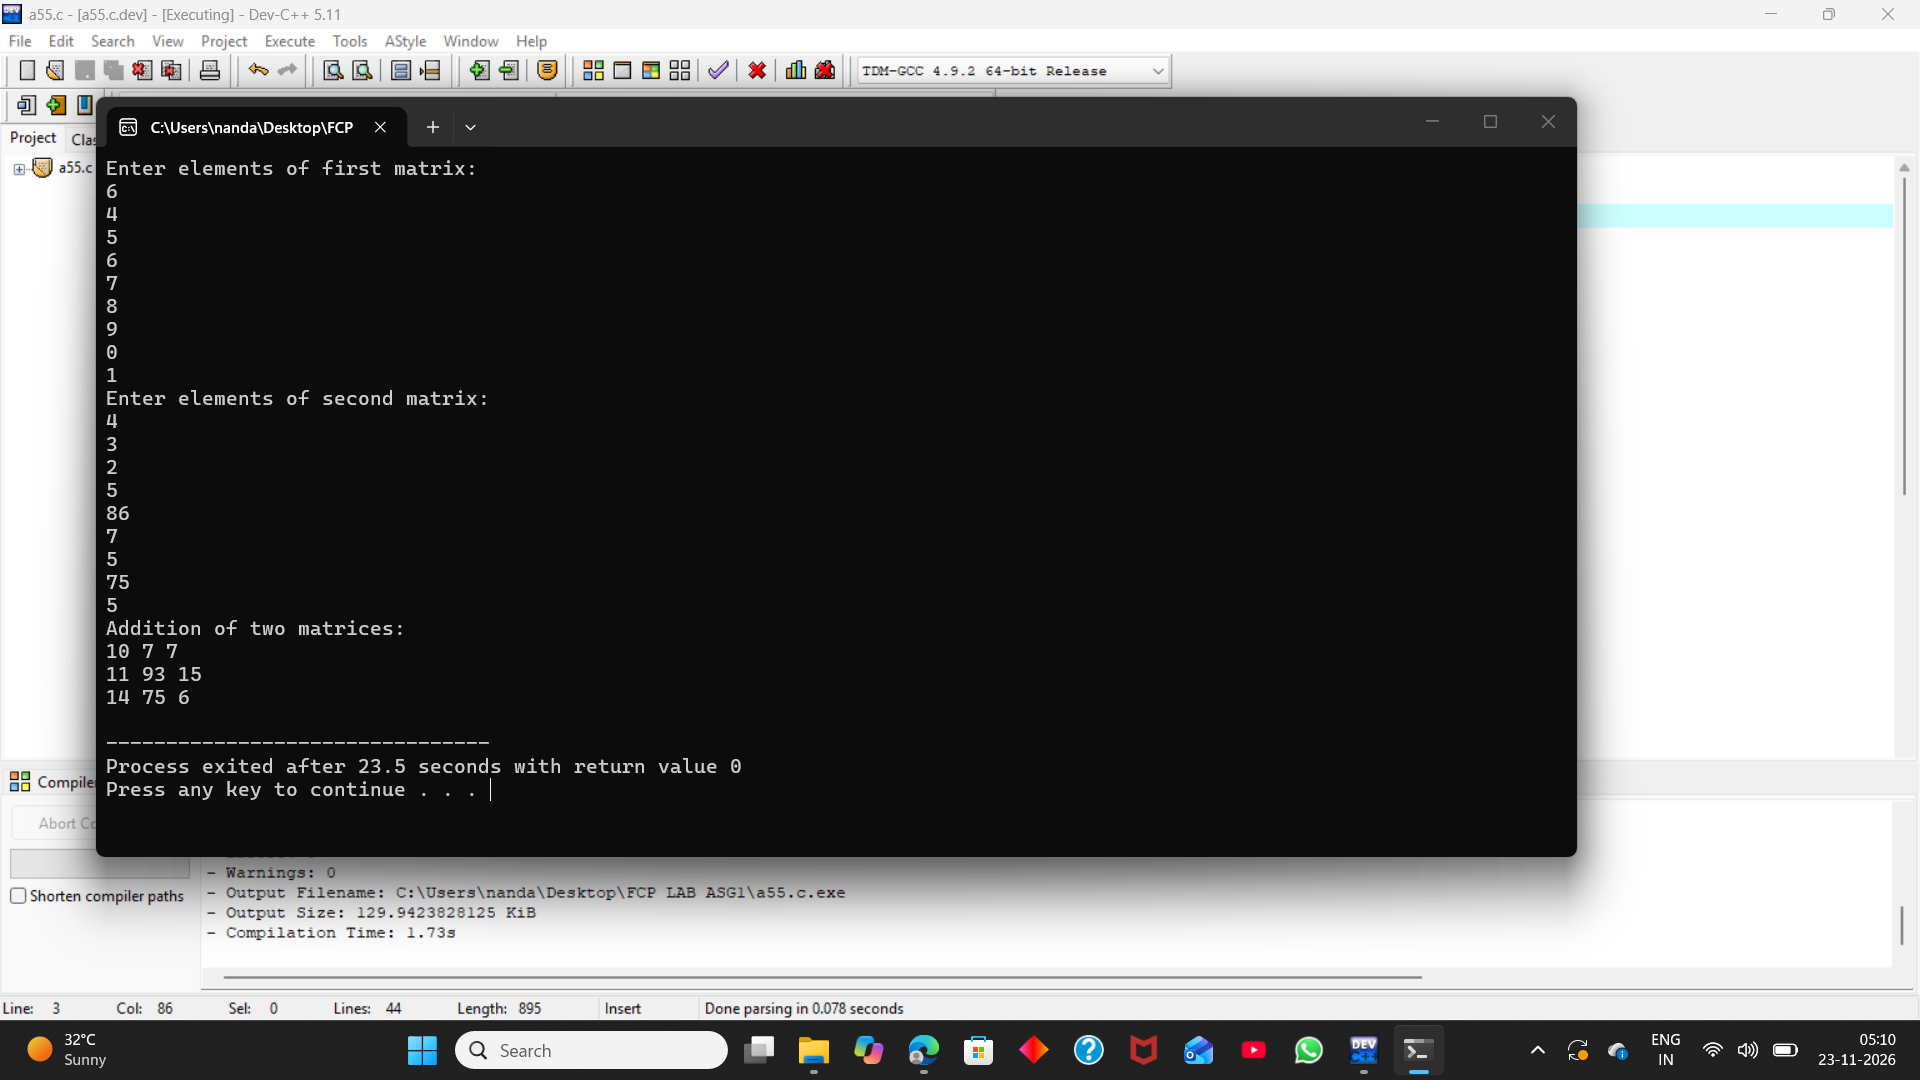 a55.c - [a55.c.dev] - [Executing] - Dev-C++ 5.11
File Edit Search View Project Execute Tools AStyle Window Help
TDM-GCC 4.9.2 64-bit Release
Project
a55.c
C:\Users\nanda\Desktop\FCP
Enter elements of first matrix:
6
4
5
6
7
8
9
0
1
Enter elements of second matrix:
4
3
2
5
86
7
5
75
5
Addition of two matrices:
10 7 7
11 93 15
14 75 6
--------------------------------
Process exited after 23.5 seconds with return value 0
Press any key to continue . . .
Compiler
Abort
Shorten compiler paths
- Warnings: 0
- Output Filename: C:\Users\nanda\Desktop\FCP LAB ASG1\a55.c.exe
- Output Size: 129.9423828125 KiB
- Compilation Time: 1.73s
Line: 3 Col: 86 Sel: 0 Lines: 44 Length: 895 Insert Done parsing in 0.078 seconds
32°C
Sunny
Search
DEV
ENG
IN
05:10
23-11-2026